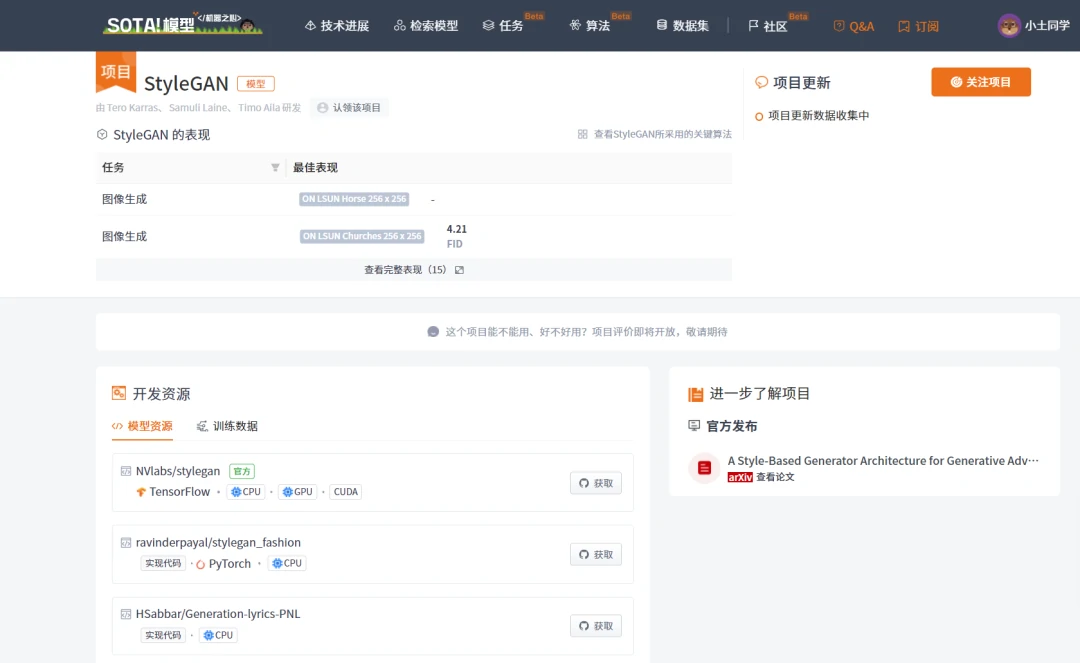 SOTA!模型 </机器之心>
技术进展 检索模型 任务 Beta 算法 Beta 数据集 社区 Beta Q&A 订阅 小土同学
项目 StyleGAN 模型
由 Tero Karras、 Samuli Laine、 Timo Aila 研发 认领该项目
StyleGAN 的表现 查看StyleGAN所采用的关键算法
任务 最佳表现
图像生成 ON LSUN Horse 256 x 256 -
图像生成 ON LSUN Churches 256 x 256 4.21
FID
查看完整表现（15）
项目更新 关注项目
项目更新数据收集中
这个项目能不能用、好不好用？项目评价即将开放，敬请期待
开发资源
模型资源 训练数据
NVlabs/stylegan 官方
TensorFlow · CPU · GPU · CUDA 获取
ravinderpayal/stylegan_fashion
实现代码 · PyTorch · CPU 获取
HSabbar/Generation-lyrics-PNL
实现代码 · CPU 获取
进一步了解项目
官方发布
A Style-Based Generator Architecture for Generative Adv···
arXiv 查看论文